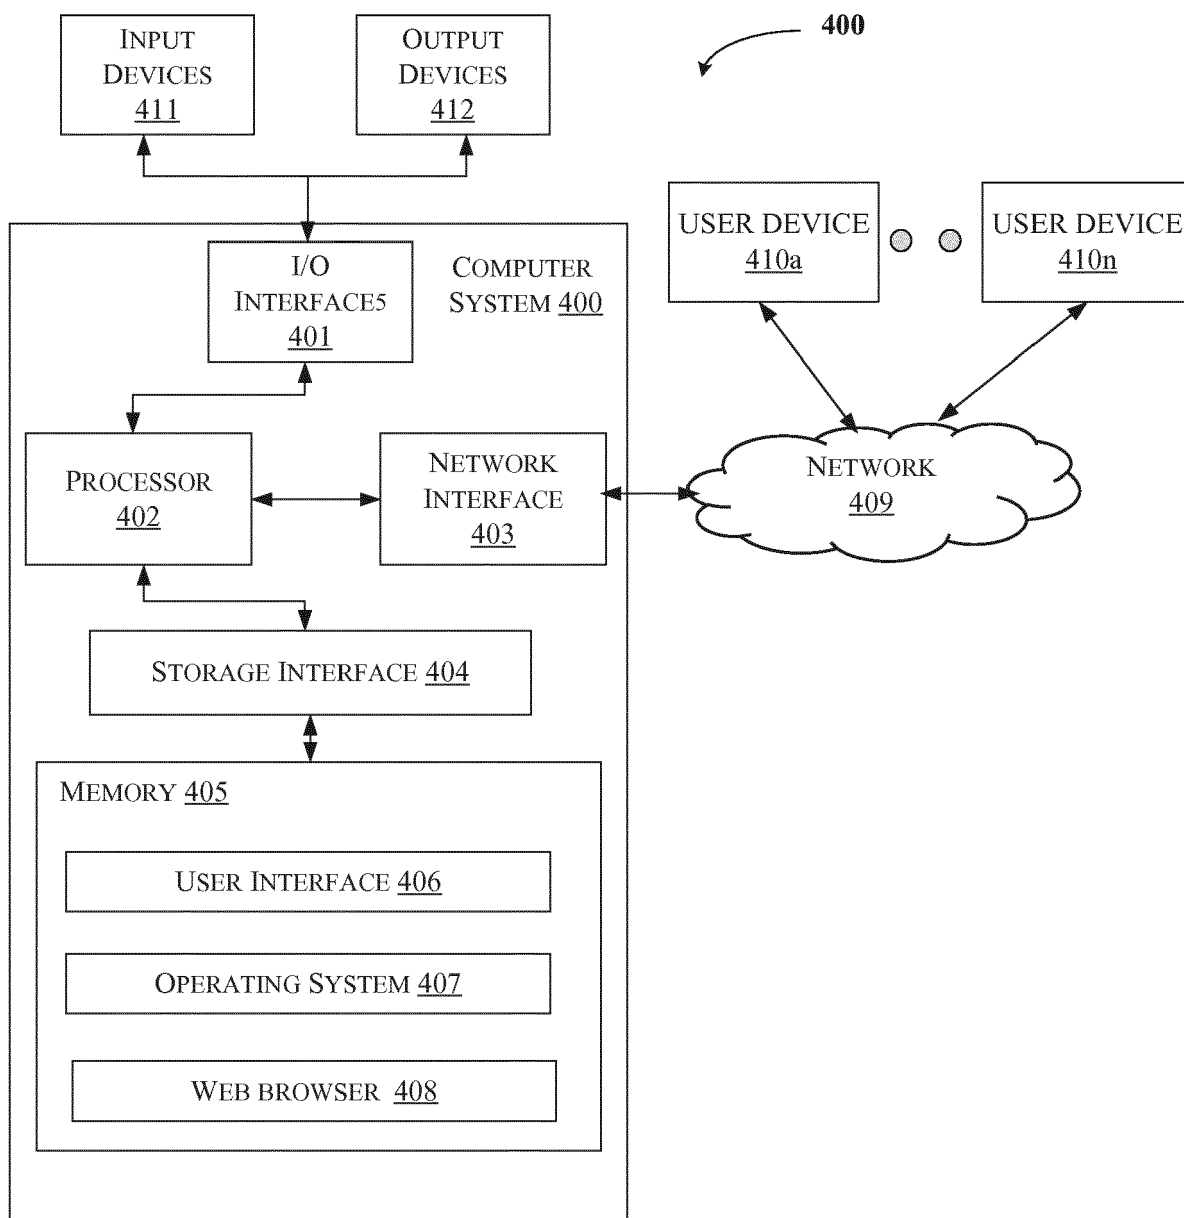 INPUT
DEVICES
411
OUTPUT
DEVICES
412
400
USER DEVICE
410a
USER DEVICE
410n
I/O
INTERFACE5
401
COMPUTER
SYSTEM 400
PROCESSOR
402
NETWORK
INTERFACE
403
NETWORK
409
STORAGE INTERFACE 404
MEMORY 405
USER INTERFACE 406
OPERATING SYSTEM 407
WEB BROWSER 408